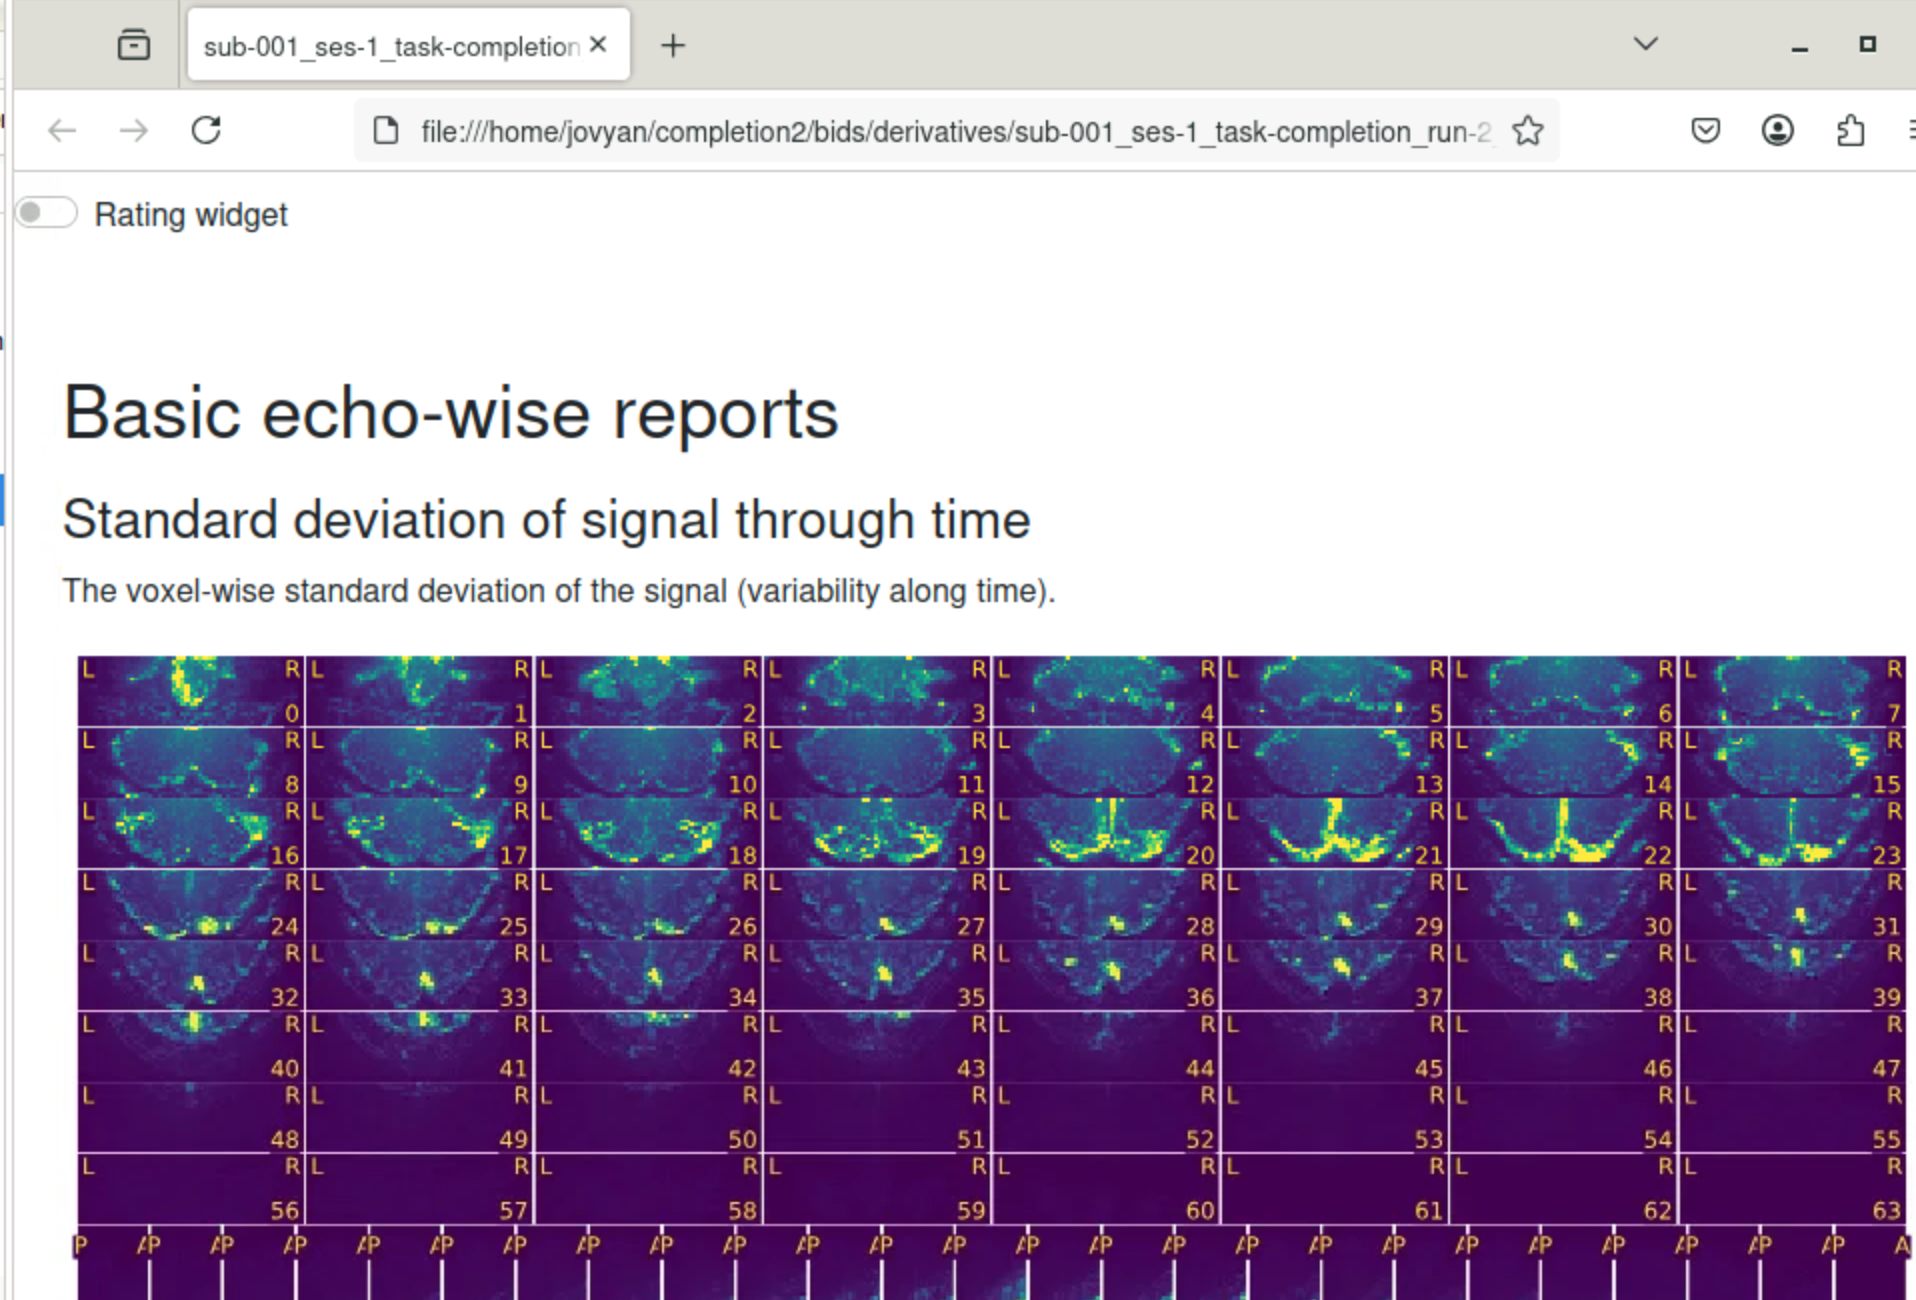 sub-001_ses-1_task-completion
file:///home/jovyan/completion2/bids/derivatives/sub-001_ses-1_task-completion_run-2
Rating widget
Basic echo-wise reports
Standard deviation of signal through time
The voxel-wise standard deviation of the signal (variability along time).
L R L R L R L R L R L R L R L R
0 1 2 3 4 5 6 7
L R L R L R L R L R L R L R L R
8 9 10 11 12 13 14 15
L R L R L R L R L R L R L R L R
16 17 18 19 20 21 22 23
L R L R L R L R L R L R L R L R
24 25 26 27 28 29 30 31
L R L R L R L R L R L R L R L R
32 33 34 35 36 37 38 39
L R L R L R L R L R L R L R L R
40 41 42 43 44 45 46 47
L R L R L R L R L R L R L R L R
48 49 50 51 52 53 54 55
L R L R L R L R L R L R L R L R
56 57 58 59 60 61 62 63
P AP AP AP AP AP AP AP AP AP AP AP AP AP AP AP AP AP AP AP AP AP AP AP AP A